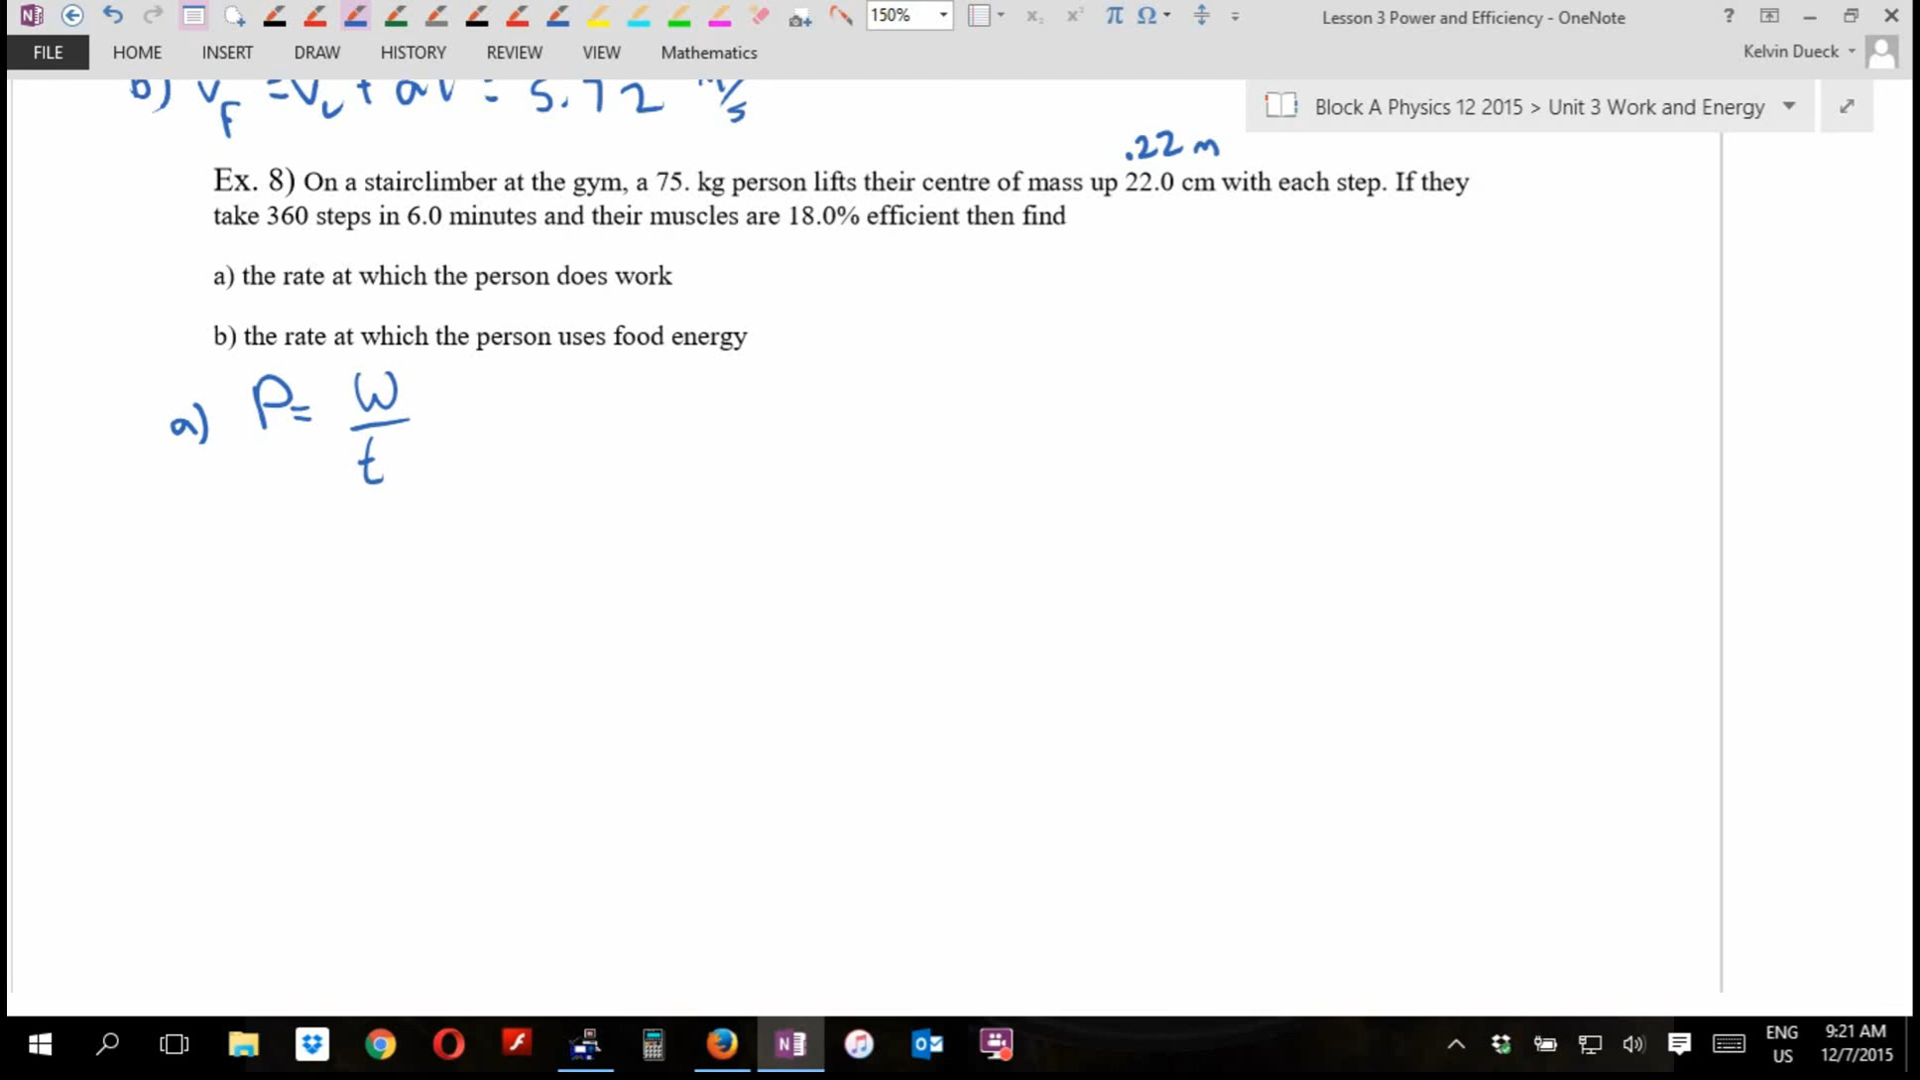 150%
π Ω
Lesson 3 Power and Efficiency - OneNote
?
FILE HOME INSERT DRAW HISTORY REVIEW VIEW Mathematics
Kelvin Dueck
Block A Physics 12 2015 > Unit 3 Work and Energy
b) = 5.72 m/s
.22 m
Ex. 8) On a stairclimber at the gym, a 75. kg person lifts their centre of mass up 22.0 cm with each step. If they
take 360 steps in 6.0 minutes and their muscles are 18.0% efficient then find
a) the rate at which the person does work
b) the rate at which the person uses food energy
a) P = W
t
ENG 9:21 AM
US 12/7/2015